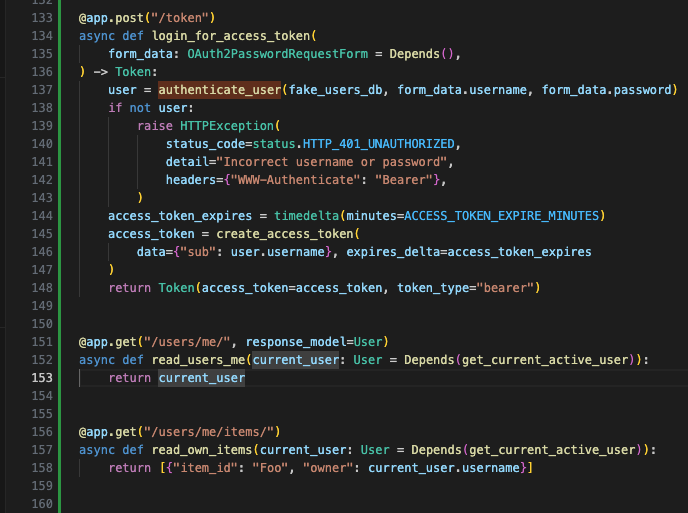 132
133 @app.post("/token")
134 async def login_for_access_token(
135     form_data: OAuth2PasswordRequestForm = Depends(),
136 ) -> Token:
137     user = authenticate_user(fake_users_db, form_data.username, form_data.password)
138     if not user:
139         raise HTTPException(
140             status_code=status.HTTP_401_UNAUTHORIZED,
141             detail="Incorrect username or password",
142             headers={"WWW-Authenticate": "Bearer"},
143         )
144     access_token_expires = timedelta(minutes=ACCESS_TOKEN_EXPIRE_MINUTES)
145     access_token = create_access_token(
146         data={"sub": user.username}, expires_delta=access_token_expires
147     )
148     return Token(access_token=access_token, token_type="bearer")
149
150
151 @app.get("/users/me/", response_model=User)
152 async def read_users_me(current_user: User = Depends(get_current_active_user)):
153     return current_user
154
155
156 @app.get("/users/me/items/")
157 async def read_own_items(current_user: User = Depends(get_current_active_user)):
158     return [{"item_id": "Foo", "owner": current_user.username}]
159
160